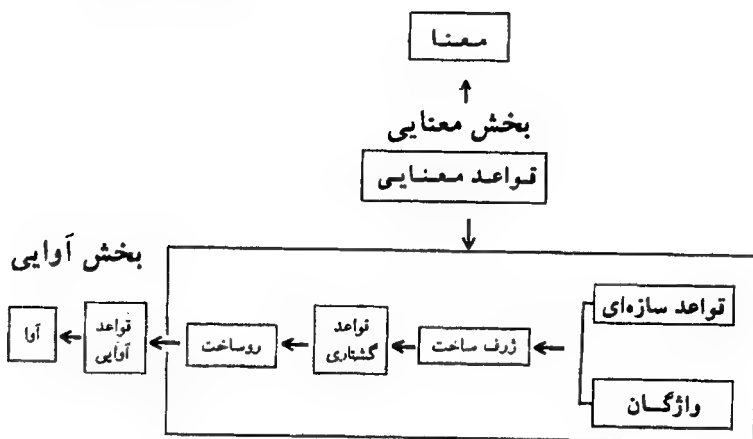 معنا
بخش معنایی
قواعد معنایی
بخش آوایی
قواعد سازه‌ای
واژگان
ژرف ساخت
قواعد
گشتاری
روساخت
قواعد
آوایی
آوا